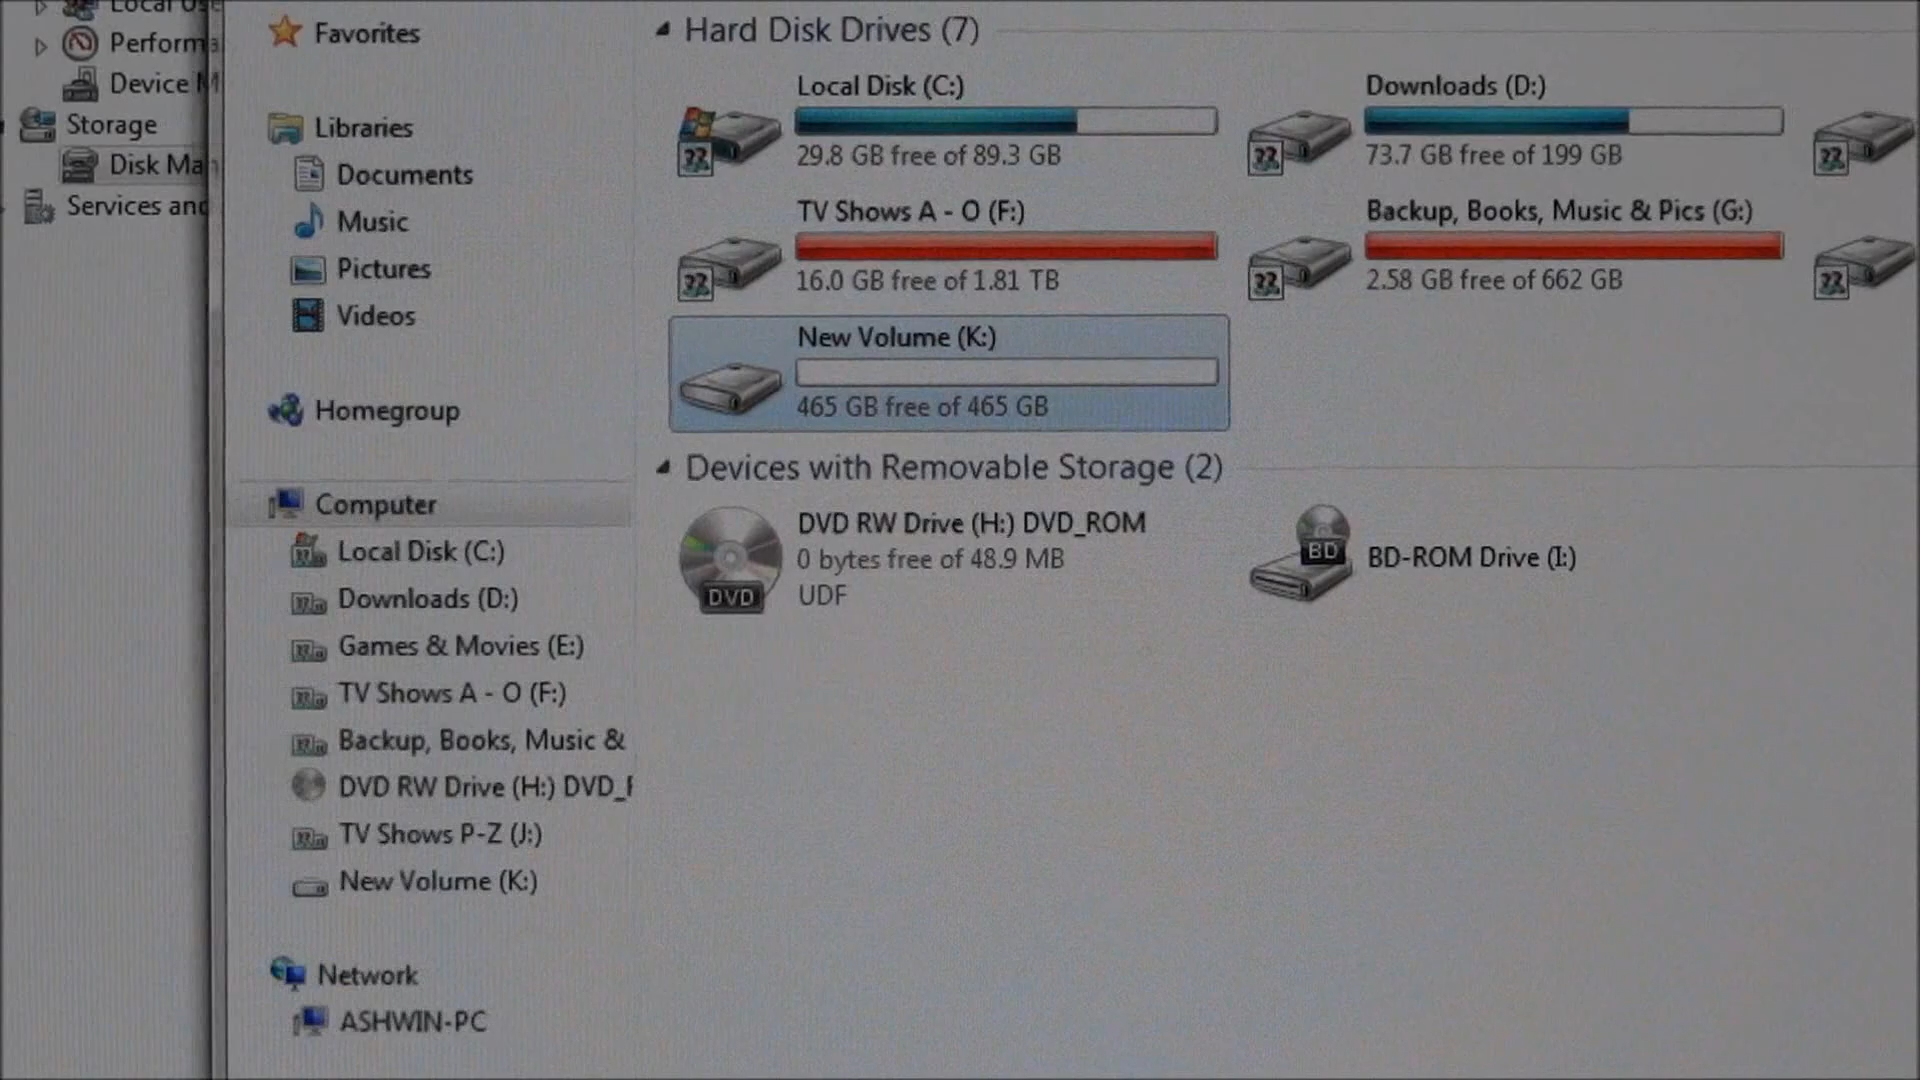 Local Use
Performa
Device M
Storage
Disk Man
Services and
Favorites
Libraries
Documents
Music
Pictures
Videos
Homegroup
Computer
Local Disk (C:)
Downloads (D:)
Games & Movies (E:)
TV Shows A - O (F:)
Backup, Books, Music &
DVD RW Drive (H:) DVD_R
TV Shows P-Z (J:)
New Volume (K:)
Network
ASHWIN-PC
Hard Disk Drives (7)
Local Disk (C:)
29.8 GB free of 89.3 GB
Downloads (D:)
73.7 GB free of 199 GB
TV Shows A - O (F:)
16.0 GB free of 1.81 TB
Backup, Books, Music & Pics (G:)
2.58 GB free of 662 GB
New Volume (K:)
465 GB free of 465 GB
Devices with Removable Storage (2)
DVD RW Drive (H:) DVD_ROM
0 bytes free of 48.9 MB
UDF
DVD
BD
BD-ROM Drive (I:)